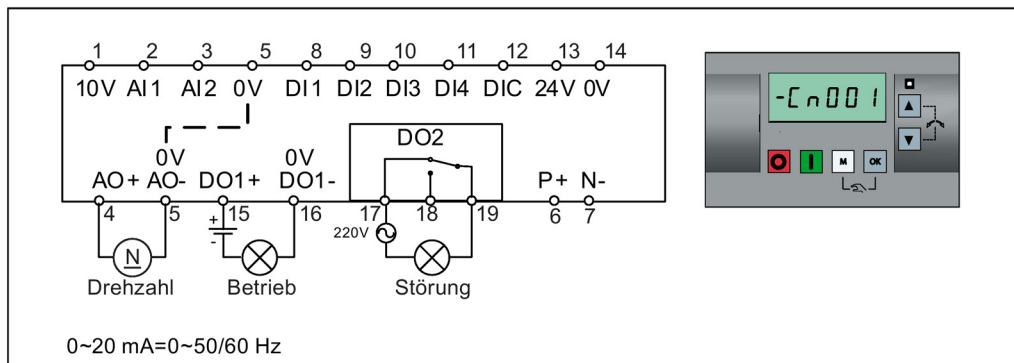 1 2 3 5 8 9 10 11 12 13 14
10V AI1 AI2 0V DI1 DI2 DI3 DI4 DIC 24V 0V
DO2
0V 0V
AO+ AO- DO1+ DO1- P+ N-
4 5 15 16 17 18 19 6 7
+
-
220V
N
Drehzahl Betrieb Störung
0~20 mA=0~50/60 Hz
-Cn001
M OK